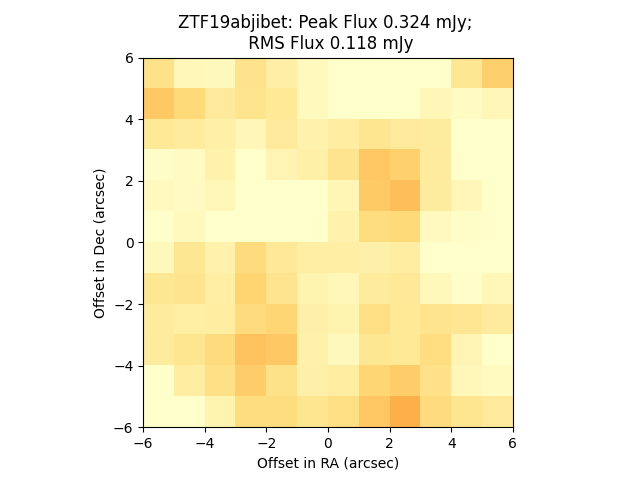 ZTF19abjibet: Peak Flux 0.324 mJy;
RMS Flux 0.118 mJy
6
4
2
0
−2
−4
−6
Offset in Dec (arcsec)
−6 −4 −2 0 2 4 6
Offset in RA (arcsec)